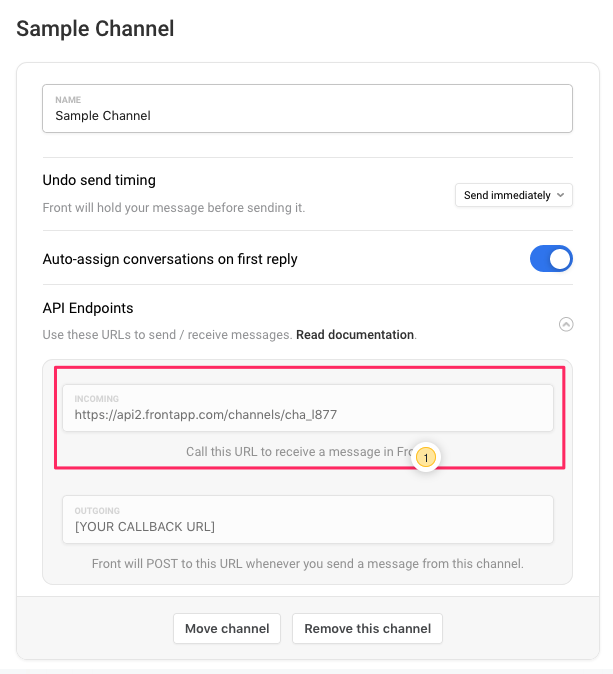 Sample Channel
NAME
Sample Channel
Undo send timing
Front will hold your message before sending it.
Send immediately
Auto-assign conversations on first reply
API Endpoints
Use these URLs to send / receive messages. Read documentation.
INCOMING
https://api2.frontapp.com/channels/cha_l877
Call this URL to receive a message in
1
OUTGOING
[YOUR CALLBACK URL]
Front will POST to this URL whenever you send a message from this channel.
Move channel
Remove this channel